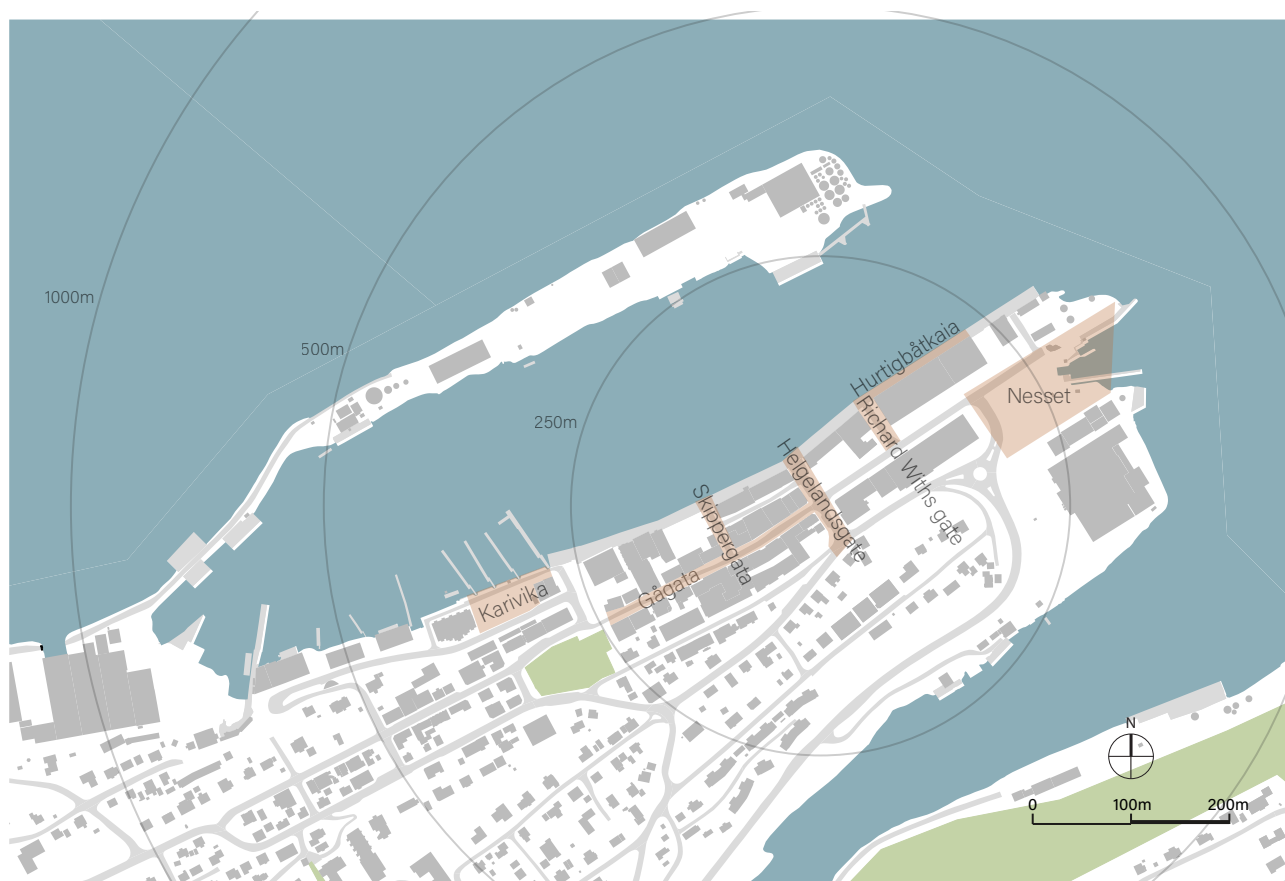 1000m
500m
250m
Hurtigbåtkaia
Richard Withs gate
Nesset
Helgelandsgate
Skippergata
Gågata
Karivika
N
0 100m 200m